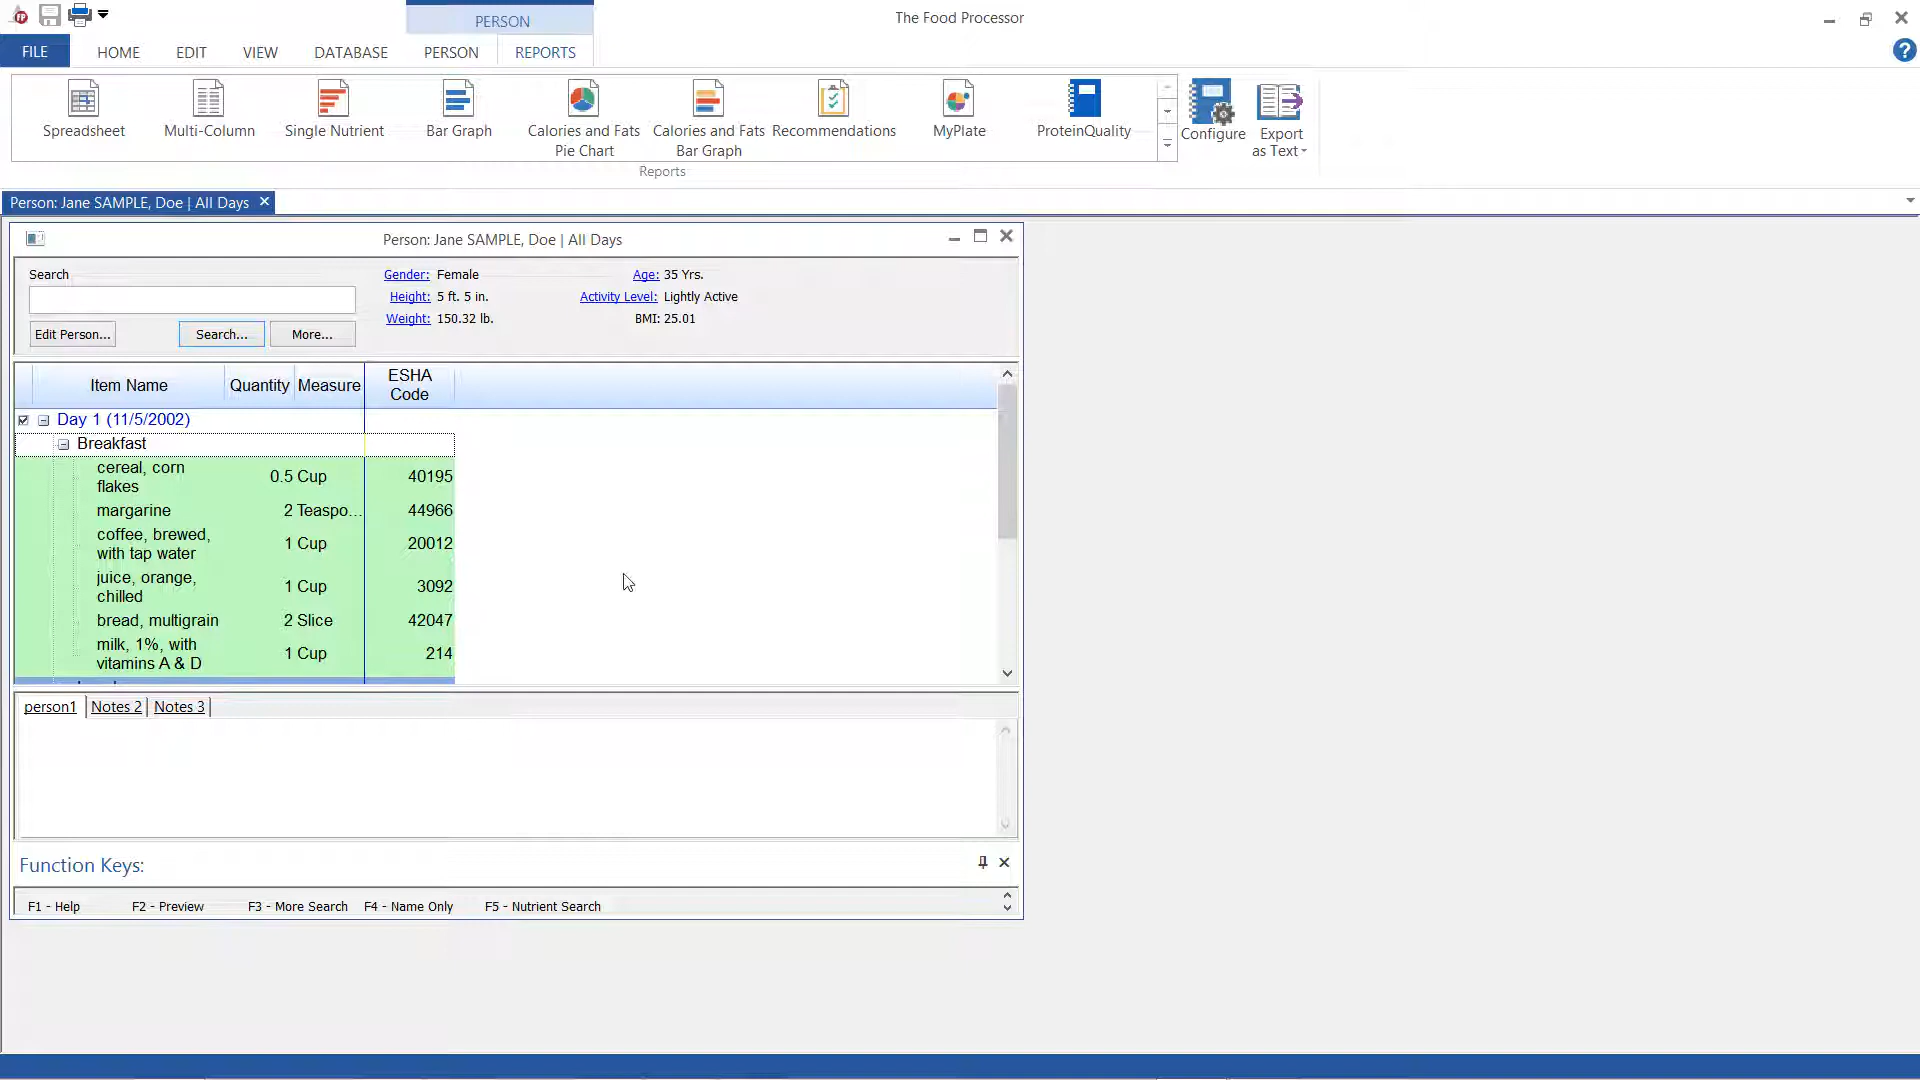 PERSON
The Food Processor
FILE HOME EDIT VIEW DATABASE PERSON REPORTS
Spreadsheet
Multi-Column
Single Nutrient
Bar Graph
Calories and Fats
Pie Chart
Calories and Fats
Bar Graph
Recommendations
MyPlate
ProteinQuality
Configure
Export
as Text
Reports
Person: Jane SAMPLE, Doe | All Days
Person: Jane SAMPLE, Doe | All Days
Search
Gender: Female
Age: 35 Yrs.
Height: 5 ft. 5 in.
Activity Level: Lightly Active
Weight: 150.32 lb.
BMI: 25.01
Edit Person... Search... More...
Item Name Quantity Measure ESHA
Code
Day 1 (11/5/2002)
Breakfast
cereal, corn
flakes 0.5 Cup 40195
margarine 2 Teaspo... 44966
coffee, brewed,
with tap water 1 Cup 20012
juice, orange,
chilled 1 Cup 3092
bread, multigrain 2 Slice 42047
milk, 1%, with
vitamins A & D 1 Cup 214
person1 Notes 2 Notes 3
Function Keys:
F1 - Help F2 - Preview F3 - More Search F4 - Name Only F5 - Nutrient Search